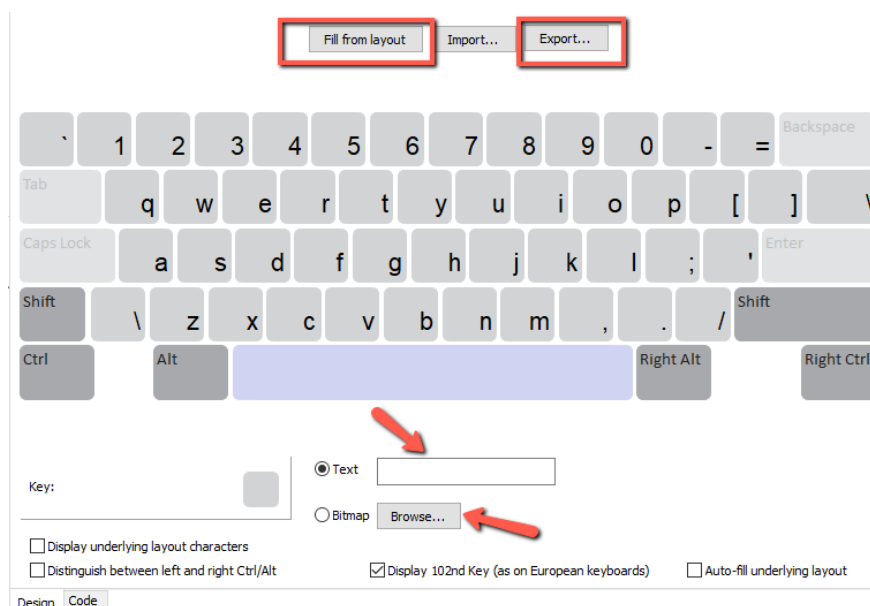 Fill from layout Import... Export...
` 1 2 3 4 5 6 7 8 9 0 - = Backspace
Tab q w e r t y u i o p [ ] \
Caps Lock a s d f g h j k l ; ' Enter
Shift \ z x c v b n m , . / Shift
Ctrl Alt Right Alt Right Ctrl
Text
Key:
Bitmap Browse...
Display underlying layout characters
Distinguish between left and right Ctrl/Alt Display 102nd Key (as on European keyboards) Auto-fill underlying layout
Design Code